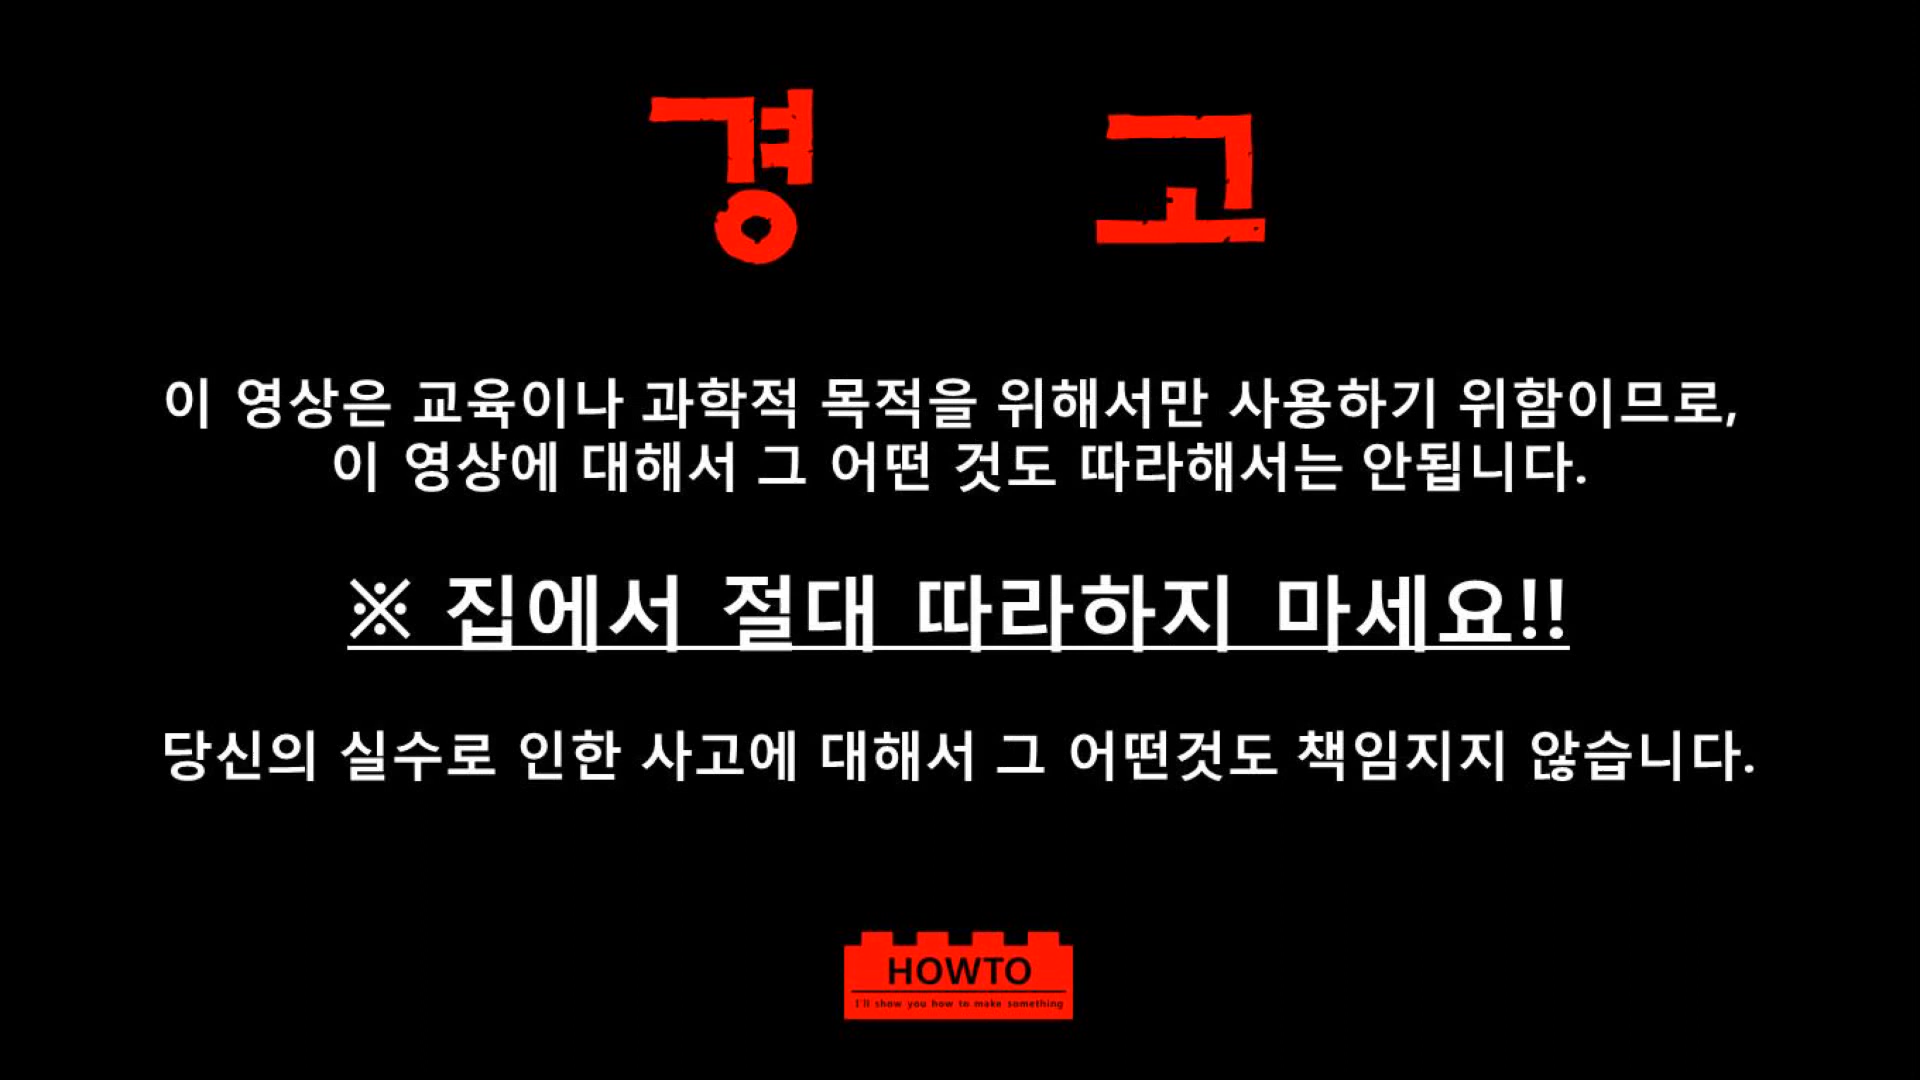 경 고
이 영상은 교육이나 과학적 목적을 위해서만 사용하기 위함이므로,
이 영상에 대해서 그 어떤 것도 따라해서는 안됩니다.
※ 집에서 절대 따라하지 마세요!!
당신의 실수로 인한 사고에 대해서 그 어떤것도 책임지지 않습니다.
HOWTO
I'll show you how to make something